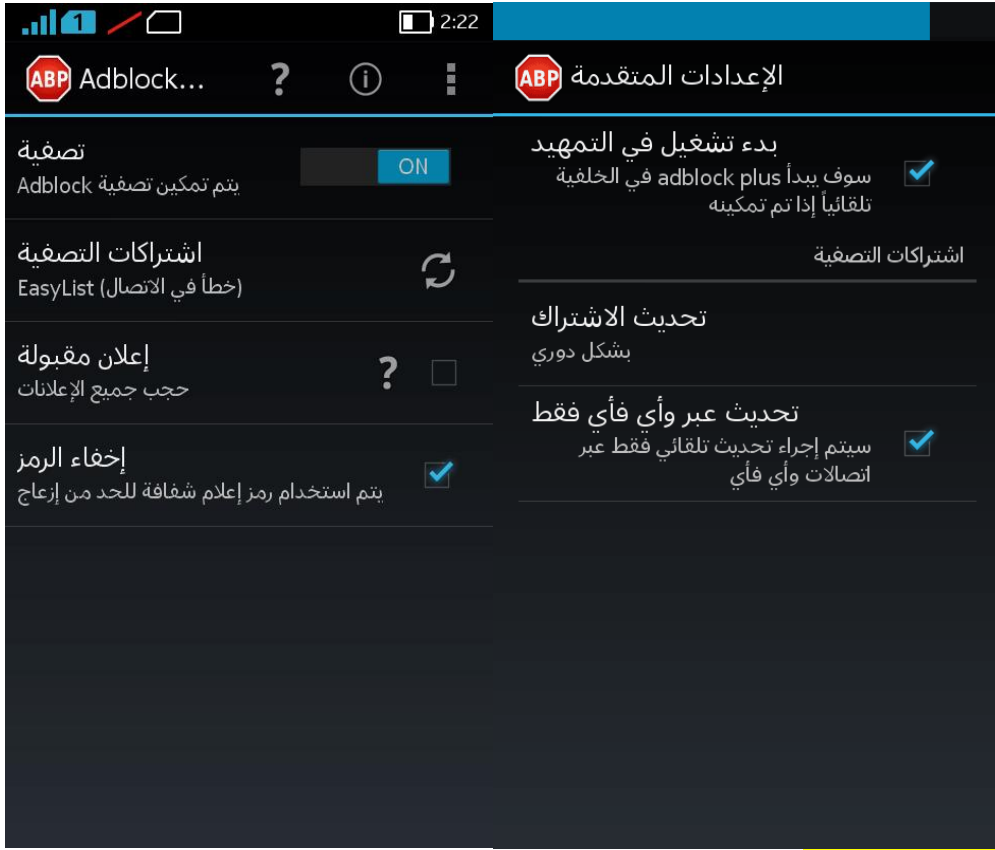 1
2:22
ABP Adblock... ?
تصفية
يتم تمكين تصفية Adblock
ON
اشتراكات التصفية
EasyList (خطأ في الاتصال)
إعلان مقبولة
حجب جميع الإعلانات
?
إخفاء الرمز
يتم استخدام رمز إعلام شفافة للحد من إزعاج
ABP الإعدادات المتقدمة
بدء تشغيل في التمهيد
سوف يبدأ adblock plus في الخلفية
تلقائياً إذا تم تمكينه
اشتراكات التصفية
تحديث الاشتراك
بشكل دوري
تحديث عبر وأي فأي فقط
سيتم إجراء تحديث تلقائي فقط عبر
اتصالات وأي فأي